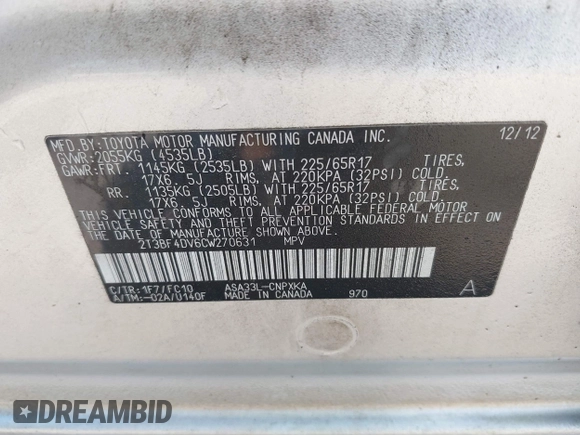 MFD. BY: TOYOTA MOTOR MANUFACTURING CANADA INC. 12/12
GVWR: 2055KG (4535LB)
GAWR: FRT. 1145KG (2535LB) WITH 225/65R17 TIRES,
17X6. 5J RIMS, AT 220KPA (32PSI) COLD.
RR. 1135KG (2505LB) WITH 225/65R17 TIRES,
17X6. 5J RIMS, AT 220KPA (32PSI) COLD.
THIS VEHICLE CONFORMS TO ALL APPLICABLE FEDERAL MOTOR
VEHICLE SAFETY AND THEFT PREVENTION STANDARDS IN EFFECT ON
THE DATE OF MANUFACTURE SHOWN ABOVE.
2T3BF4DV6CW270631 MPV
C/TR:1F7/FC10 ASA33L-CNPXKA
A/TM:-02A/U140F MADE IN CANADA 970 A
DREAMBID